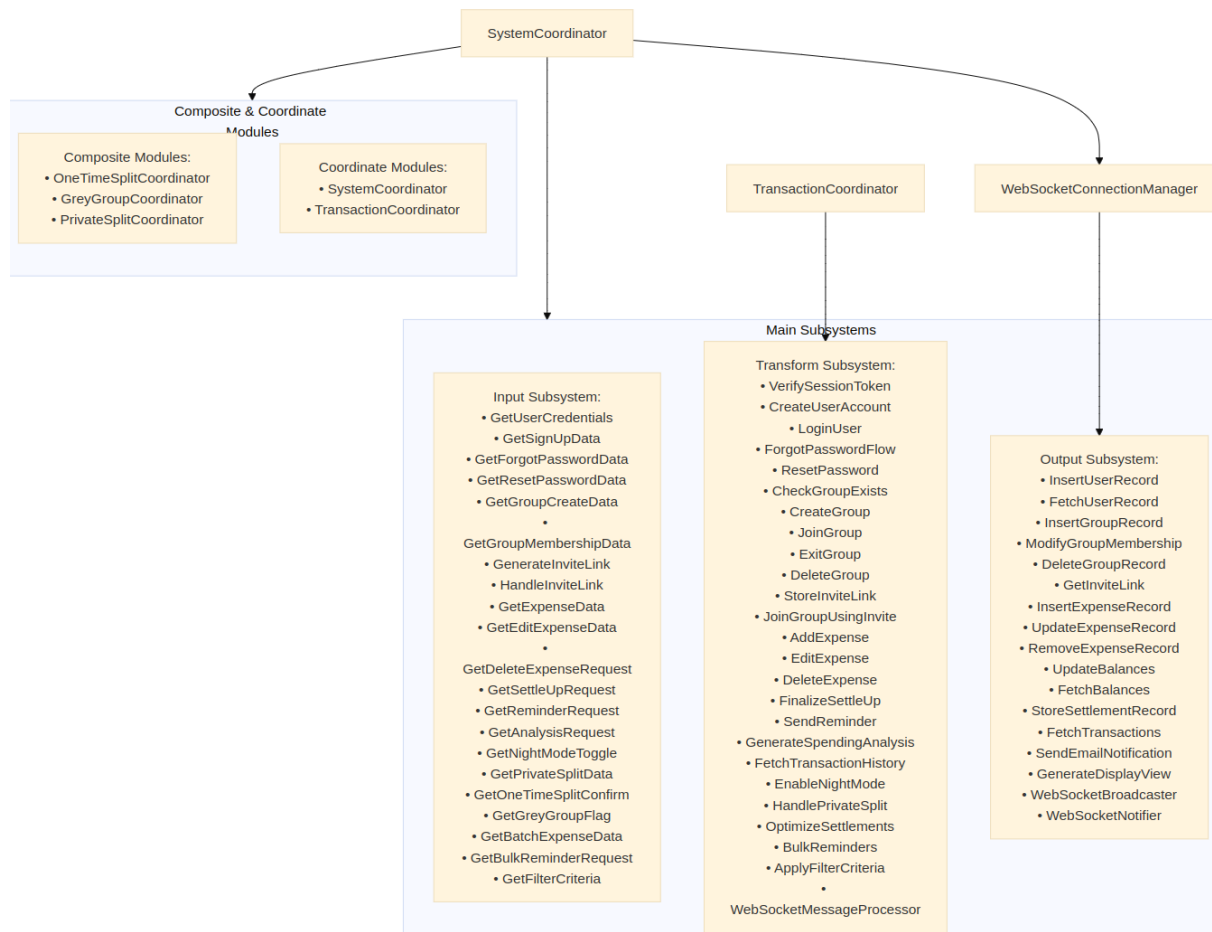 SystemCoordinator
Composite & Coordinate
Modules
Composite Modules:
• OneTimeSplitCoordinator
• GreyGroupCoordinator
• PrivateSplitCoordinator
Coordinate Modules:
• SystemCoordinator
• TransactionCoordinator
TransactionCoordinator
WebSocketConnectionManager
Main Subsystems
Input Subsystem:
• GetUserCredentials
• GetSignUpData
• GetForgotPasswordData
• GetResetPasswordData
• GetGroupCreateData
•
GetGroupMembershipData
• GenerateInviteLink
• HandleInviteLink
• GetExpenseData
• GetEditExpenseData
•
GetDeleteExpenseRequest
• GetSettleUpRequest
• GetReminderRequest
• GetAnalysisRequest
• GetNightModeToggle
• GetPrivateSplitData
• GetOneTimeSplitConfirm
• GetGreyGroupFlag
• GetBatchExpenseData
• GetBulkReminderRequest
• GetFilterCriteria
Transform Subsystem:
• VerifySessionToken
• CreateUserAccount
• LoginUser
• ForgotPasswordFlow
• ResetPassword
• CheckGroupExists
• CreateGroup
• JoinGroup
• ExitGroup
• DeleteGroup
• StoreInviteLink
• JoinGroupUsingInvite
• AddExpense
• EditExpense
• DeleteExpense
• FinalizeSettleUp
• SendReminder
• GenerateSpendingAnalysis
• FetchTransactionHistory
• EnableNightMode
• HandlePrivateSplit
• OptimizeSettlements
• BulkReminders
• ApplyFilterCriteria
•
WebSocketMessageProcessor
Output Subsystem:
• InsertUserRecord
• FetchUserRecord
• InsertGroupRecord
• ModifyGroupMembership
• DeleteGroupRecord
• GetInviteLink
• InsertExpenseRecord
• UpdateExpenseRecord
• RemoveExpenseRecord
• UpdateBalances
• FetchBalances
• StoreSettlementRecord
• FetchTransactions
• SendEmailNotification
• GenerateDisplayView
• WebSocketBroadcaster
• WebSocketNotifier